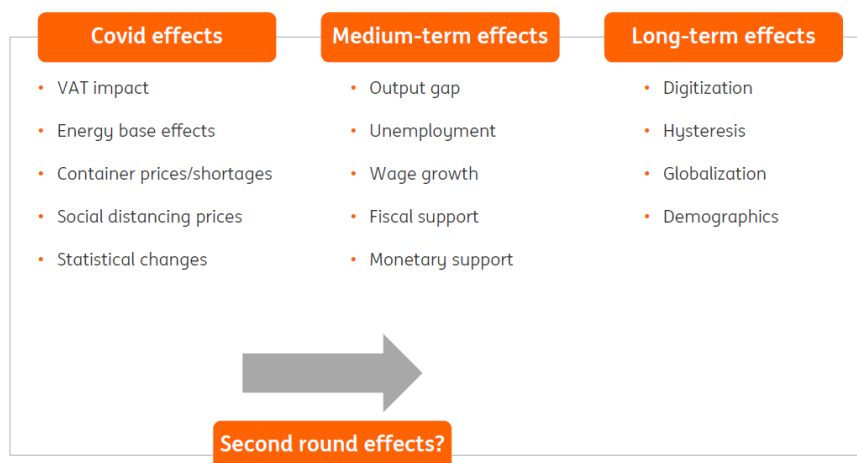 Covid effects
Medium-term effects
Long-term effects
• VAT impact
• Energy base effects
• Container prices/shortages
• Social distancing prices
• Statistical changes
• Output gap
• Unemployment
• Wage growth
• Fiscal support
• Monetary support
• Digitization
• Hysteresis
• Globalization
• Demographics
Second round effects?